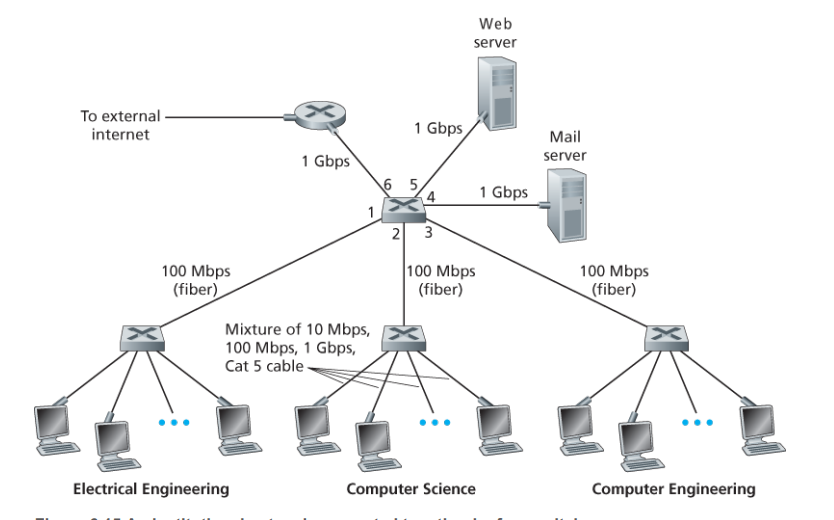 Web
server
To external
internet
1 Gbps
1 Gbps
Mail
server
1 Gbps
6 5
4
1
2 3
100 Mbps
(fiber)
100 Mbps
(fiber)
100 Mbps
(fiber)
Mixture of 10 Mbps,
100 Mbps, 1 Gbps,
Cat 5 cable
Electrical Engineering
Computer Science
Computer Engineering